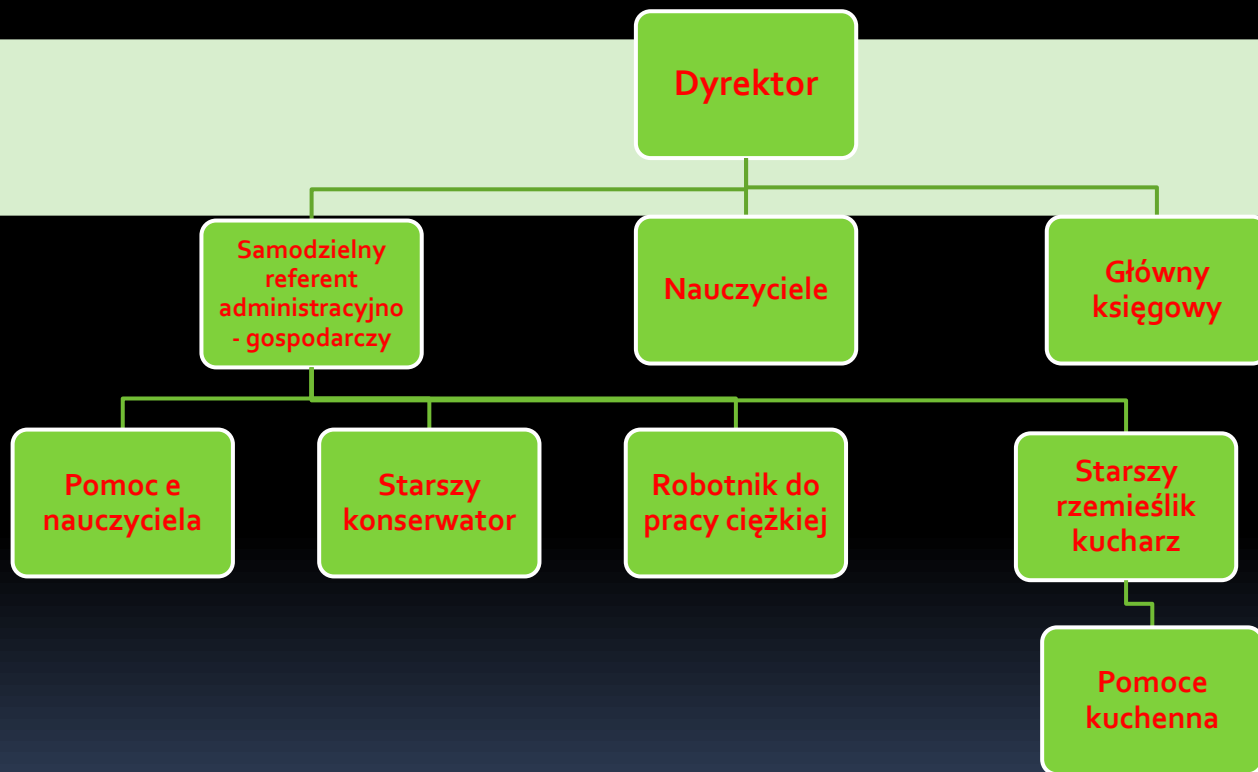 Dyrektor
Samodzielny
referent
administracyjno
- gospodarczy
Nauczyciele
Główny
księgowy
Pomoc e
nauczyciela
Starszy
konserwator
Robotnik do
pracy ciężkiej
Starszy
rzemieślik
kucharz
Pomoce
kuchenna